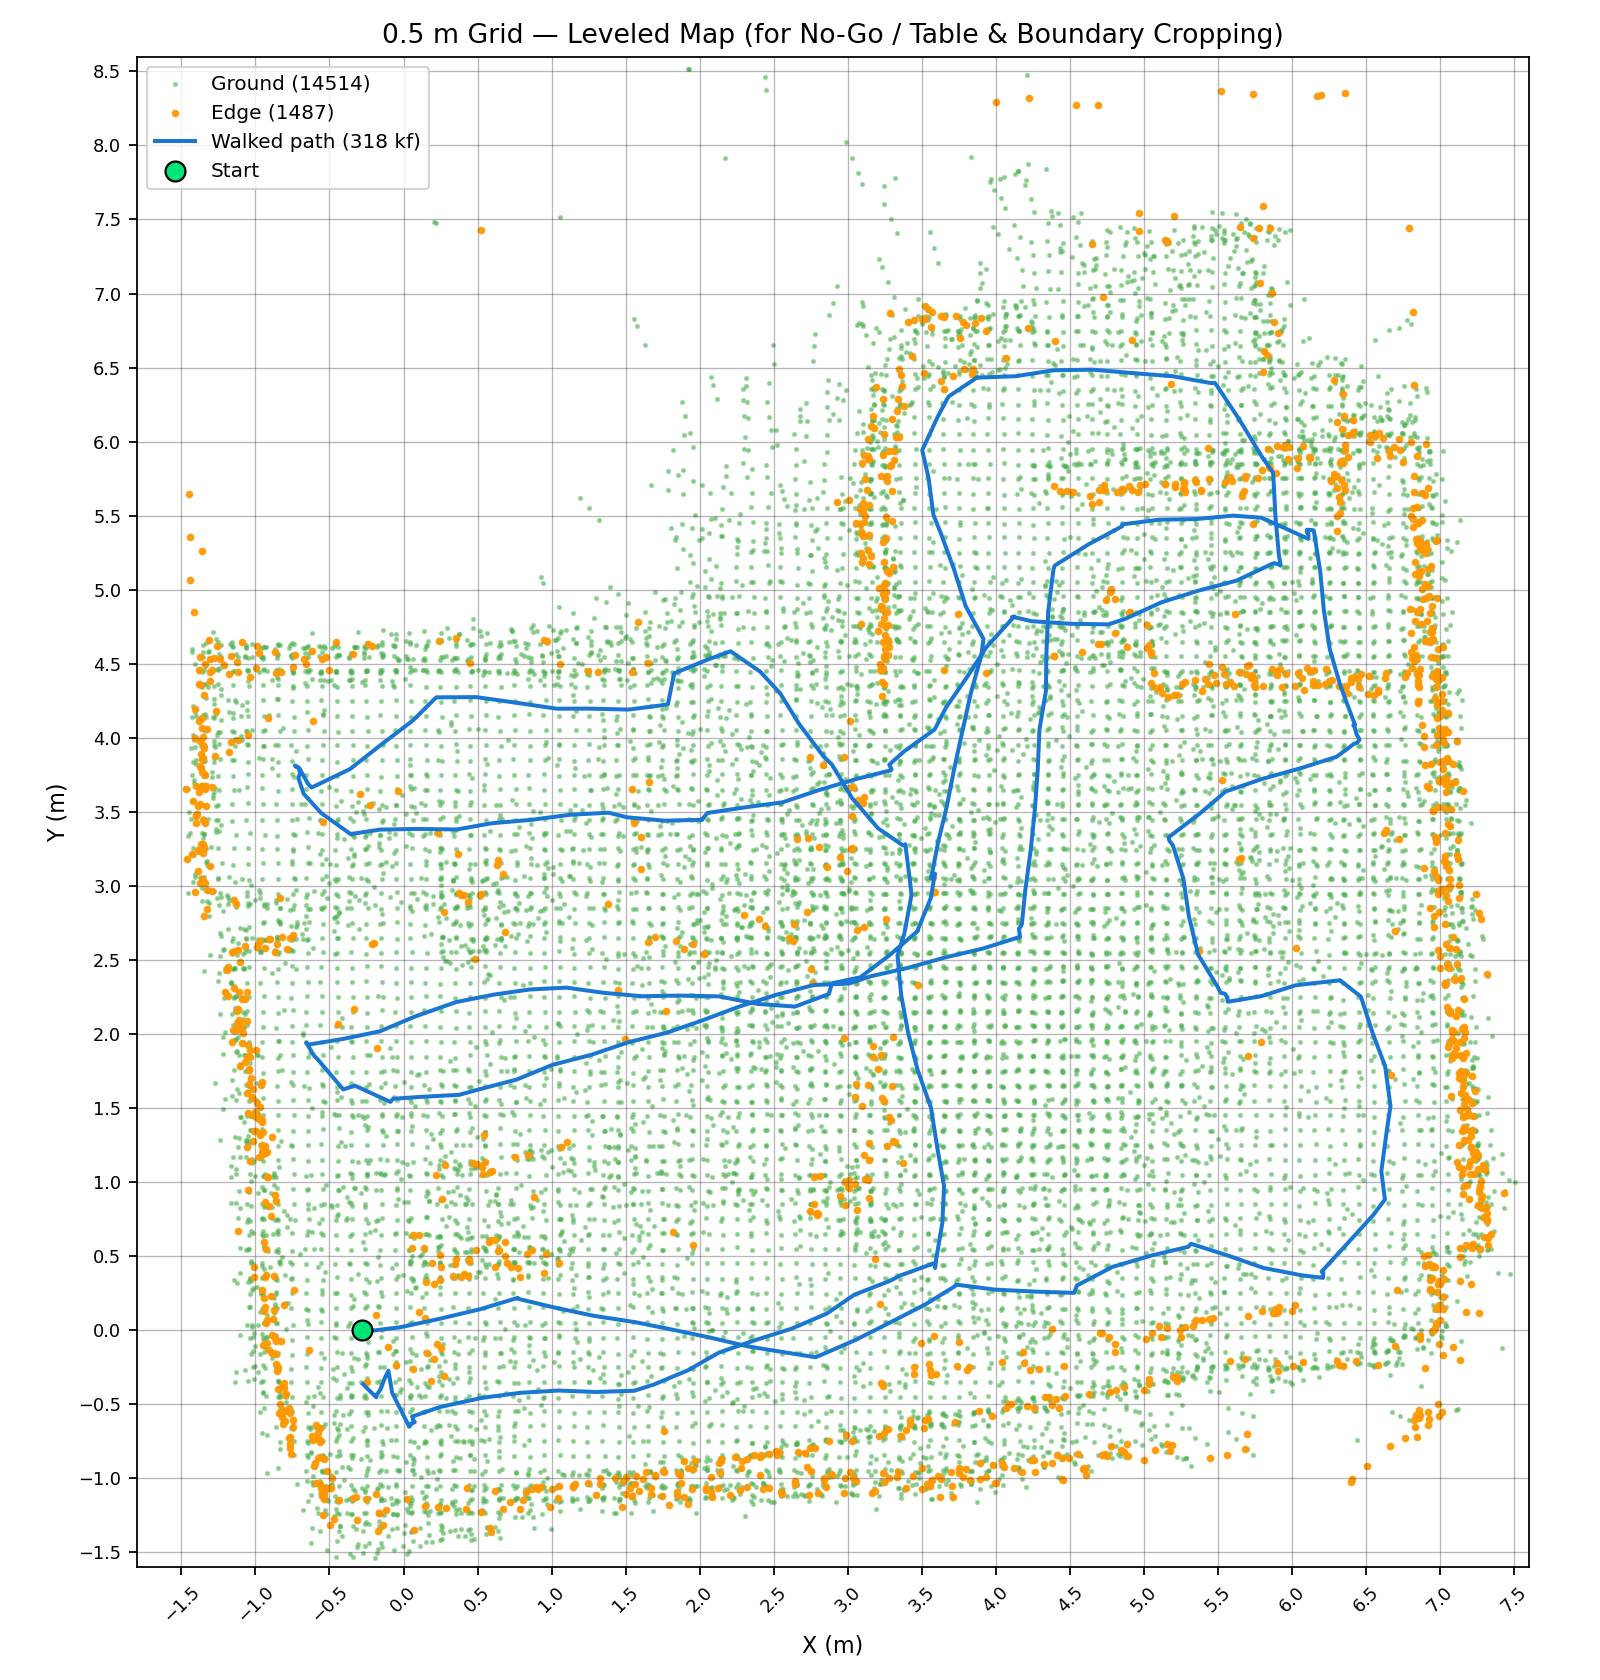 0.5 m Grid — Leveled Map (for No-Go / Table & Boundary Cropping)
Ground (14514)
Edge (1487)
Walked path (318 kf)
Start
8.5
8.0
7.5
7.0
6.5
6.0
5.5
5.0
4.5
4.0
3.5
3.0
2.5
2.0
1.5
1.0
0.5
0.0
−0.5
−1.0
−1.5
Y (m)
−1.5 −1.0 −0.5 0.0 0.5 1.0 1.5 2.0 2.5 3.0 3.5 4.0 4.5 5.0 5.5 6.0 6.5 7.0 7.5
X (m)